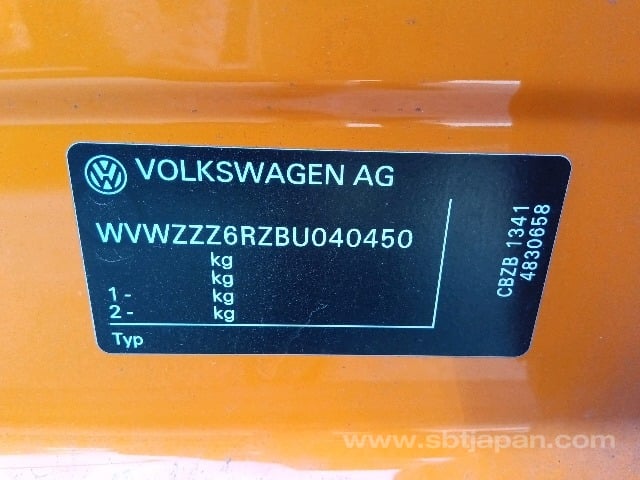 VOLKSWAGEN AG
WVWZZZ6RZBU040450
kg
kg
1 - kg
2 - kg
Typ
CBZB 1341
4830658
www.sbtjapan.com